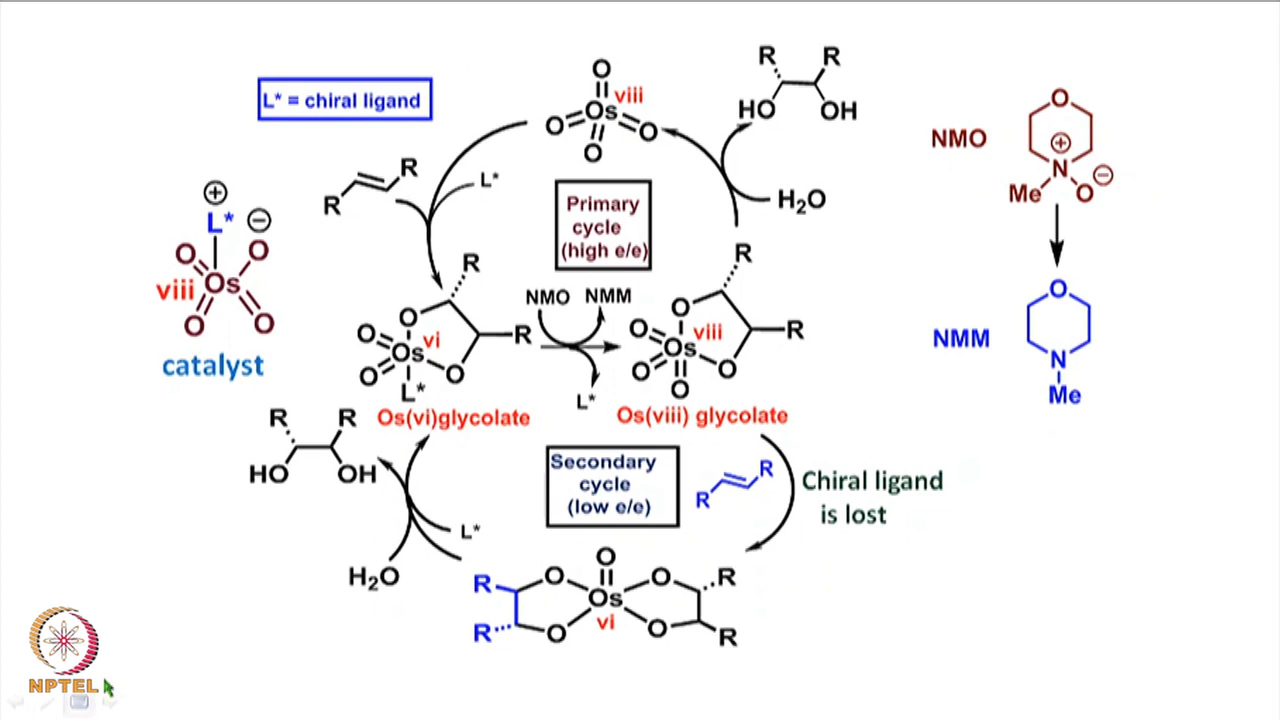 L* = chiral ligand
O
viii
O Os O
O
R R
HO OH
H₂O
R
R
L*
Primary
cycle
(high e/e)
NMO
O
⊕
N ⊖
Me O
⊕
L* ⊖
O O
viii Os
O O
catalyst
R
O
O vi R
Os
O O
L*
Os(vi)glycolate
NMO NMM
L*
R
O
O viii R
Os
O O
O
Os(viii) glycolate
NMM
O
N
Me
R R
HO OH
L*
H₂O
Secondary
cycle
(low e/e)
R
R
Chiral ligand
is lost
O
R O O R
Os
vi
R O O R
NPTEL